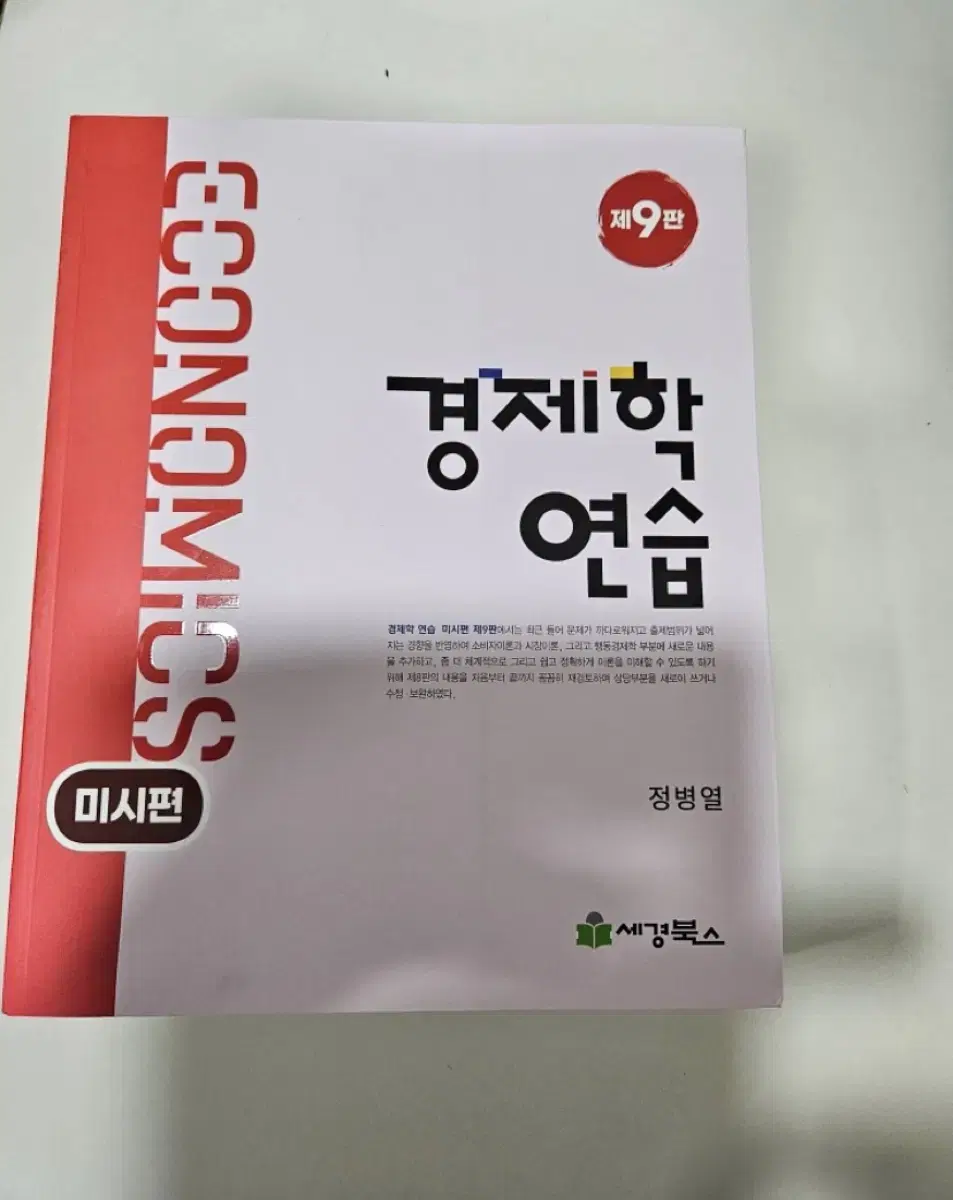 ECONOMICS
제9판
경제학
연습
경제학 연습 미시편 제9판에서는 최근 들어 문제가 까다로워지고 출제범위가 넓어
지는 경향을 반영하여 소비자이론과 시장이론, 그리고 행동경제학 부분에 새로운 내용
을 추가하고, 좀 더 체계적으로 그리고 쉽고 정확하게 이론을 이해할 수 있도록 하기
위해 제8판의 내용을 처음부터 끝까지 꼼꼼히 재검토하며 상당부분을 새로이 쓰거나
수정·보완하였다.
미시편
정병열
세경북스